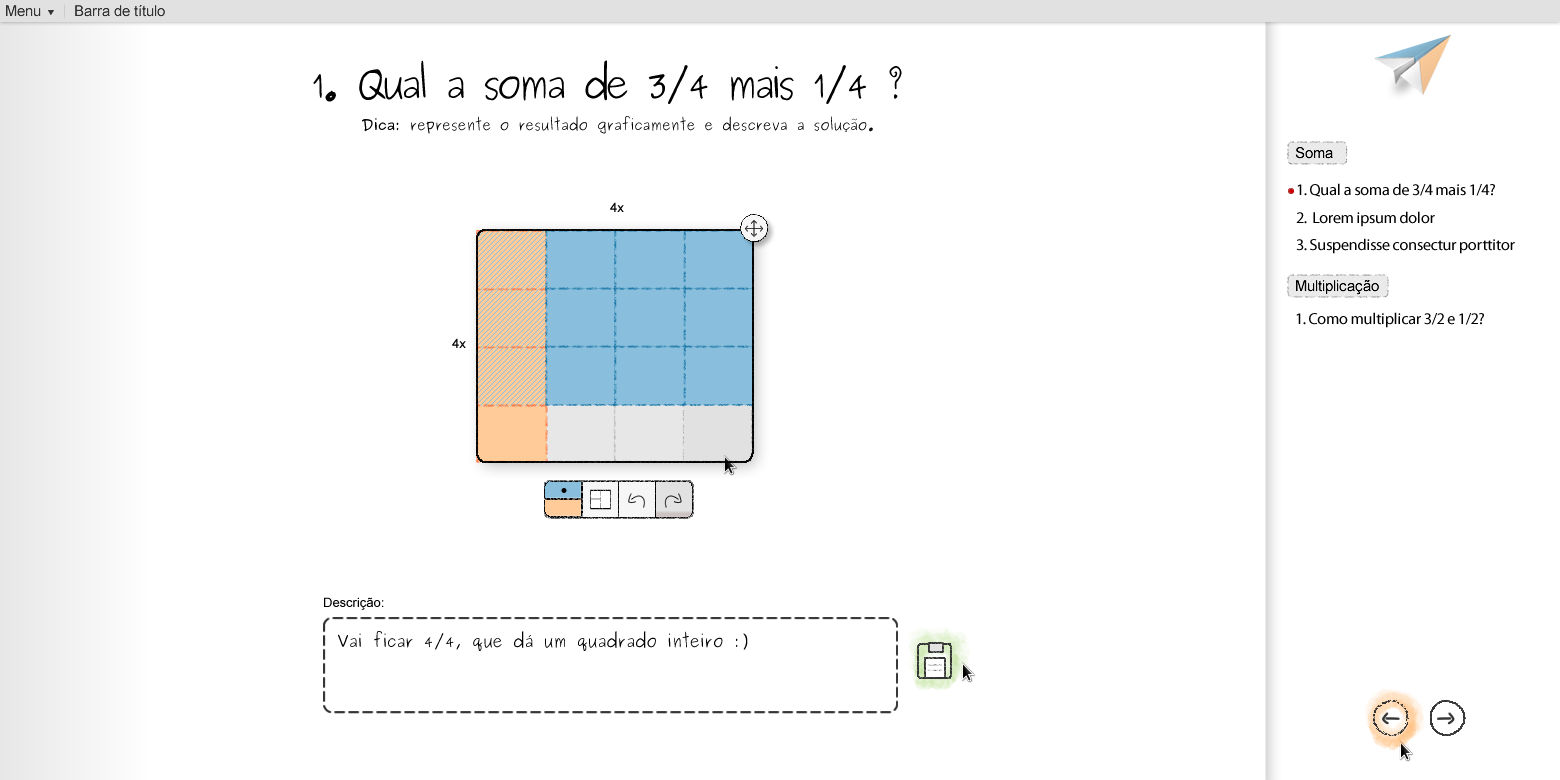 Menu ▼ Barra de título
1. Qual a soma de 3/4 mais 1/4 ?
Dica: represente o resultado graficamente e descreva a solução.
4x
4x
Descrição:
Vai ficar 4/4, que dá um quadrado inteiro :)
Soma
1. Qual a soma de 3/4 mais 1/4?
2. Lorem ipsum dolor
3. Suspendisse consectur porttitor
Multiplicação
1. Como multiplicar 3/2 e 1/2?